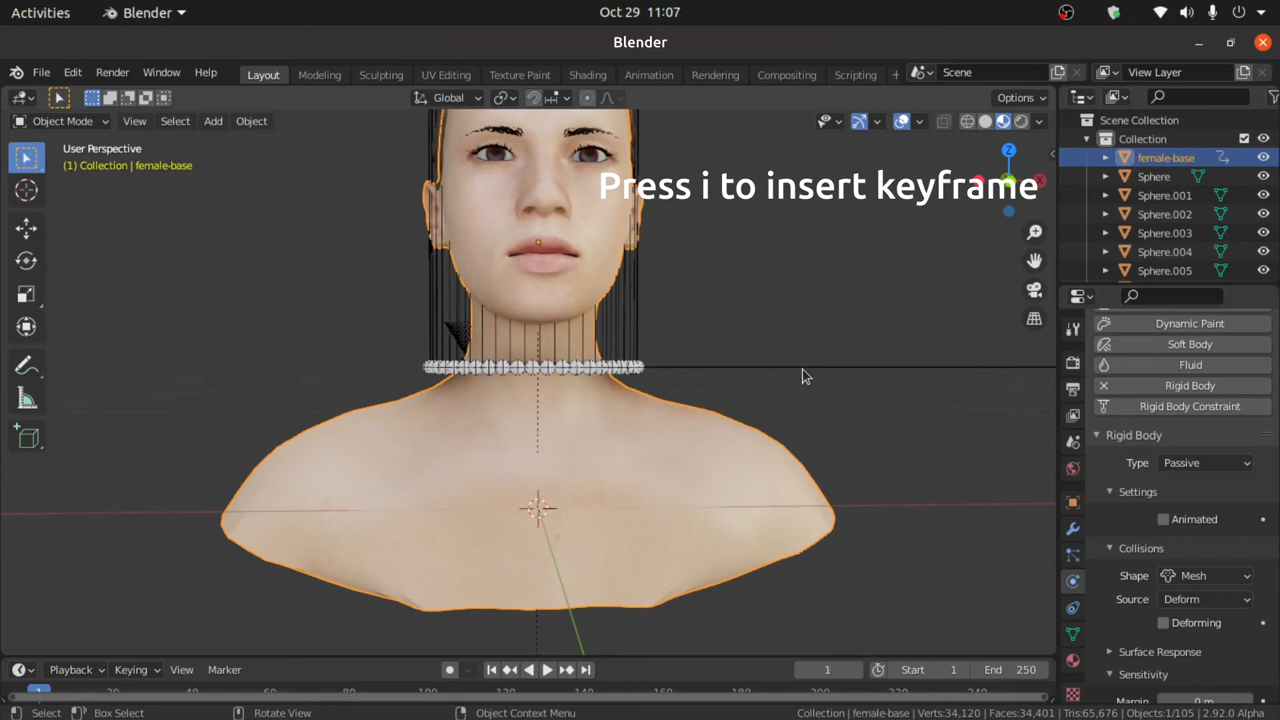 Activities
Blender
Oct 29 11:07
Blender
File Edit Render Window Help
Layout Modeling Sculpting UV Editing Texture Paint Shading Animation Rendering Compositing Scripting
Scene
View Layer
Global
Options
Object Mode View Select Add Object
User Perspective
(1) Collection | female-base
Press i to insert keyframe
Z
X
Scene Collection
Collection
female-base
Sphere
Sphere.001
Sphere.002
Sphere.003
Sphere.004
Sphere.005
Dynamic Paint
Soft Body
Fluid
Rigid Body
Rigid Body Constraint
Rigid Body
Type Passive
Settings
Animated
Collisions
Shape Mesh
Source Deform
Deforming
Surface Response
Sensitivity
Playback Keying View Marker
1
Start 1
End 250
Select Box Select Rotate View Object Context Menu
Collection | female-base | Verts:34,120 | Faces:34,401 | Tris:65,676 | Objects:1/105 | 2.92.0 Alpha